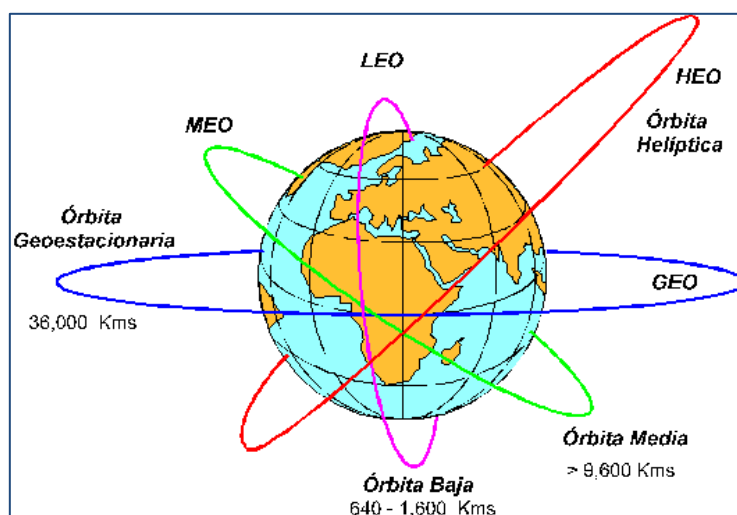 LEO
HEO
Órbita
Helíptica
MEO
Órbita
Geoestacionaria
GEO
36,000 Kms
Órbita Media
> 9,600 Kms
Órbita Baja
640 - 1,600 Kms